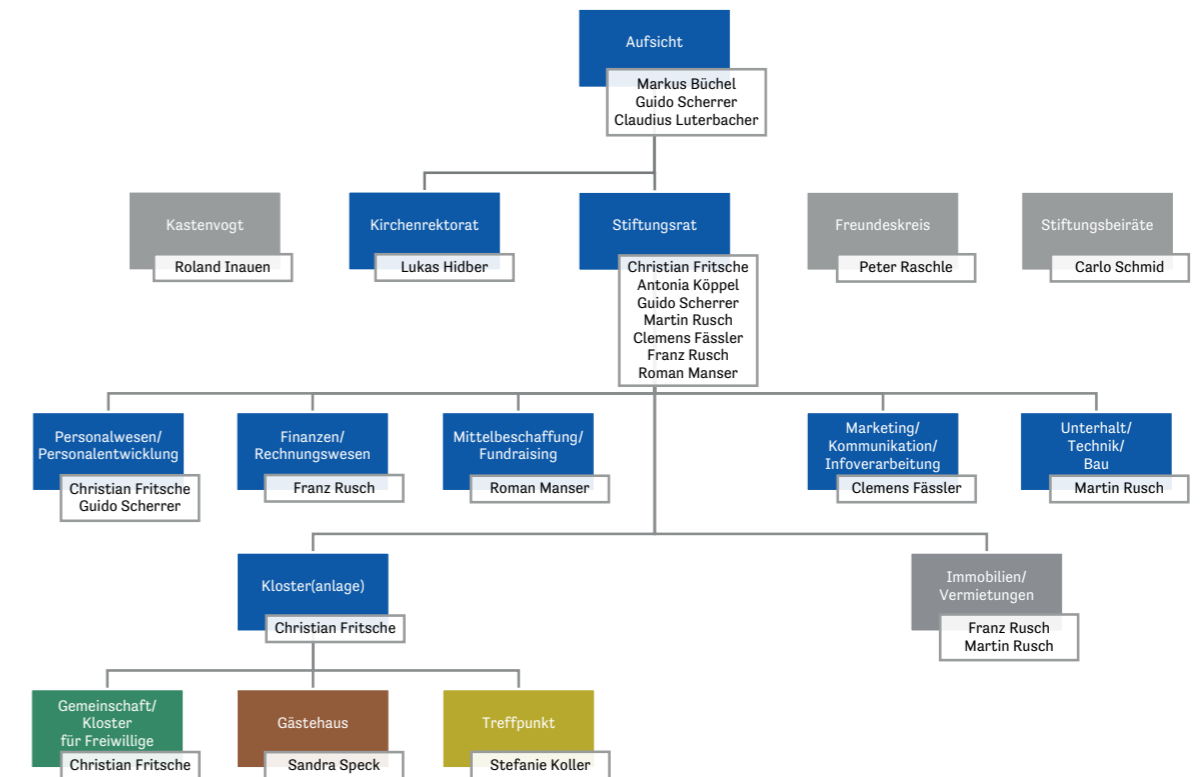 Aufsicht
Markus Büchel
Guido Scherrer
Claudius Luterbacher
Kastenvogt
Roland Inauen
Kirchenrektorat
Lukas Hidber
Stiftungsrat
Christian Fritsche
Antonia Köppel
Guido Scherrer
Martin Rusch
Clemens Fässler
Franz Rusch
Roman Manser
Freundeskreis
Peter Raschle
Stiftungsbeiräte
Carlo Schmid
Personalwesen/
Personalentwicklung
Christian Fritsche
Guido Scherrer
Finanzen/
Rechnungswesen
Franz Rusch
Mittelbeschaffung/
Fundraising
Roman Manser
Marketing/
Kommunikation/
Infoverarbeitung
Clemens Fässler
Unterhalt/
Technik/
Bau
Martin Rusch
Kloster(anlage)
Christian Fritsche
Immobilien/
Vermietungen
Franz Rusch
Martin Rusch
Gemeinschaft/
Kloster
für Freiwillige
Christian Fritsche
Gästehaus
Sandra Speck
Treffpunkt
Stefanie Koller